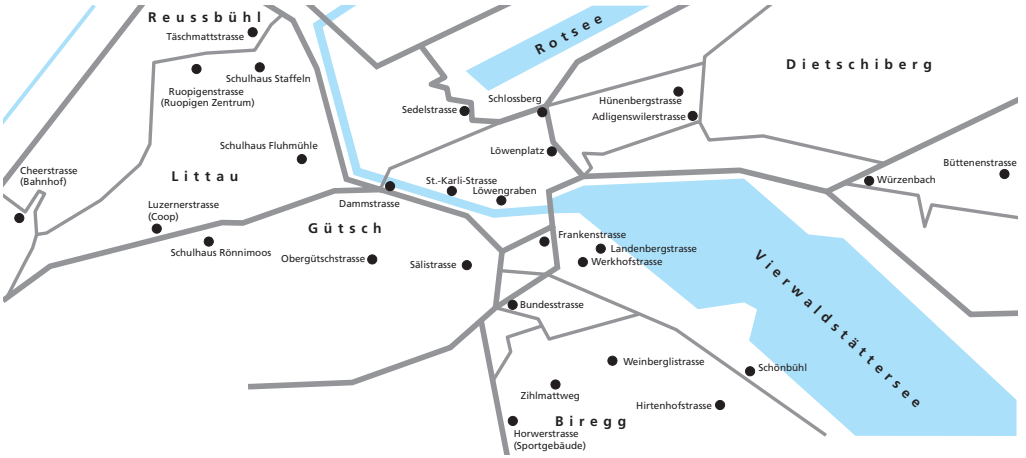 Reussbühl
Täschmattstrasse
Rotsee
Dietschiberg
Schulhaus Staffeln
Ruopigenstrasse
(Ruopigen Zentrum)
Schlossberg
Hünenbergstrasse
Sedelstrasse
Adligenswilerstrasse
Schulhaus Fluhmühle
Löwenplatz
Cheerstrasse
(Bahnhof)
Littau
St.-Karli-Strasse
Löwengraben
Würzenbach
Büttenenstrasse
Luzernerstrasse
(Coop)
Dammstrasse
Gütsch
Schulhaus Rönnimoos
Obergütschstrasse
Sälistrasse
Frankenstrasse
Landenbergstrasse
Werkhofstrasse
Vierwaldstättersee
Bundesstrasse
Weinberglistrasse
Schönbühl
Zihlmattweg
Hirtenhofstrasse
Biregg
Horwerstrasse
(Sportgebäude)